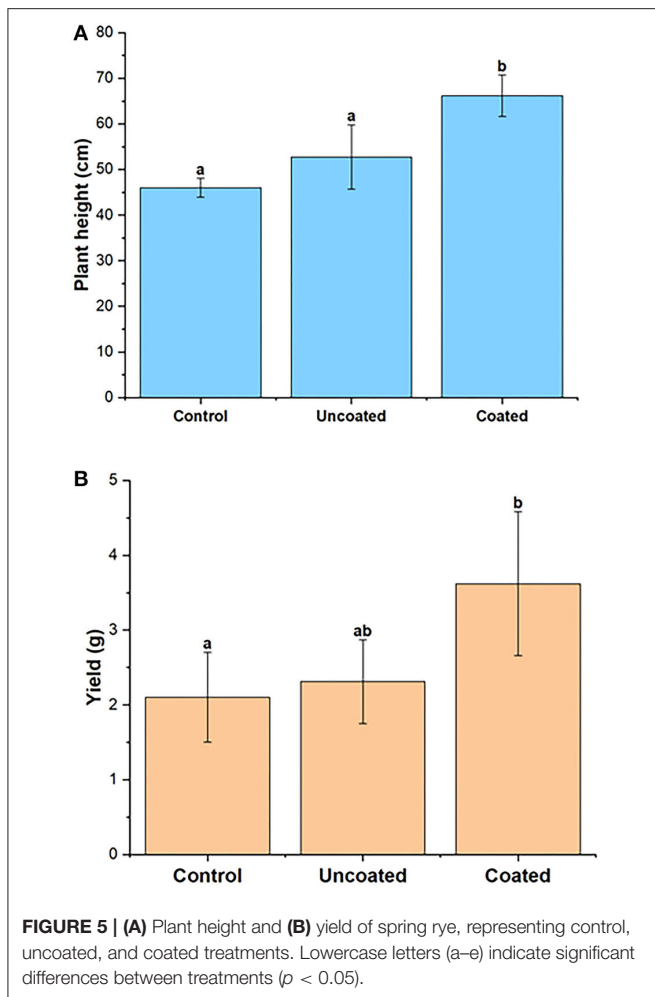 A
80
70
60
50
40
30
20
10
0
Plant height (cm)
a
a
b
Control Uncoated Coated
B
5
4
3
2
1
0
Yield (g)
a
ab
b
Control Uncoated Coated
FIGURE 5 | (A) Plant height and (B) yield of spring rye, representing control,
uncoated, and coated treatments. Lowercase letters (a–e) indicate significant
differences between treatments (p < 0.05).